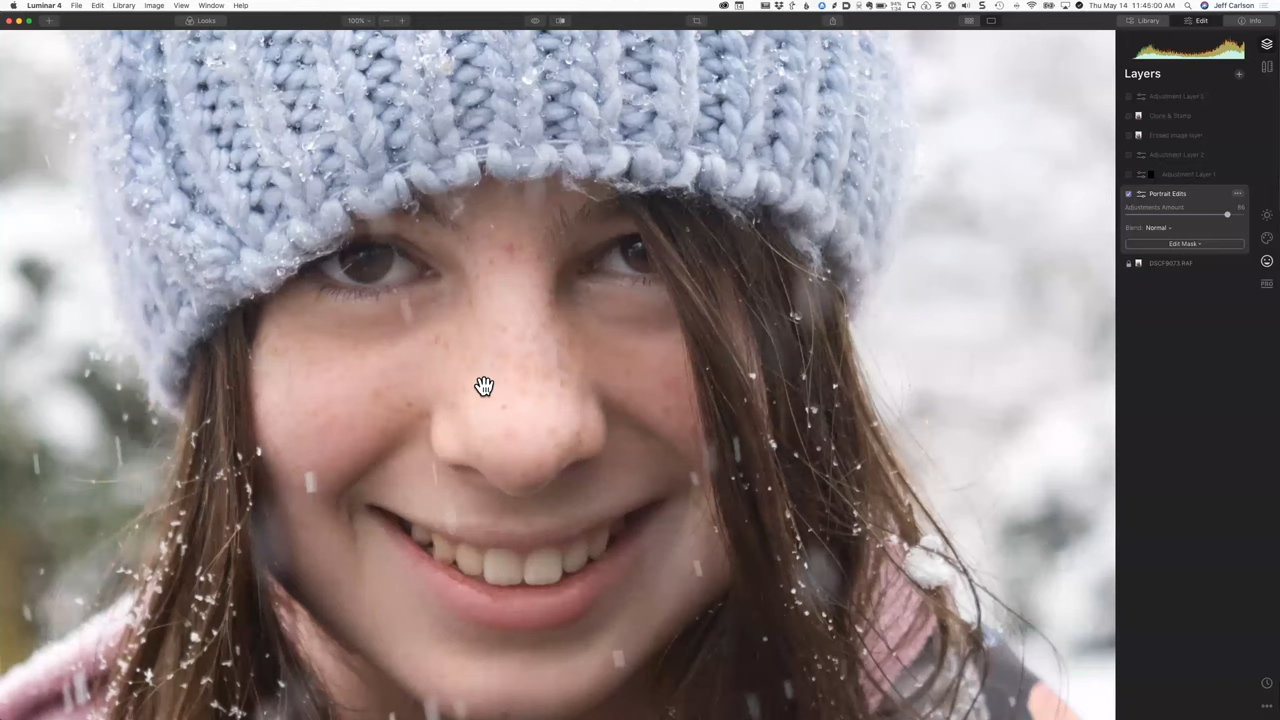 Luminar 4 File Edit Library Image View Window Help
Thu May 14 11:45:00 AM Jeff Carlson
Looks
100%
Library Edit Info
Layers
Adjustment Layer
Clone & Stamp
Erased image
Adjustment Layer 2
Adjustment Layer 1
Portrait Edits
Adjustments Amount 86
Blend: Normal
Edit Mask
DSCF9073.RAF
PRO